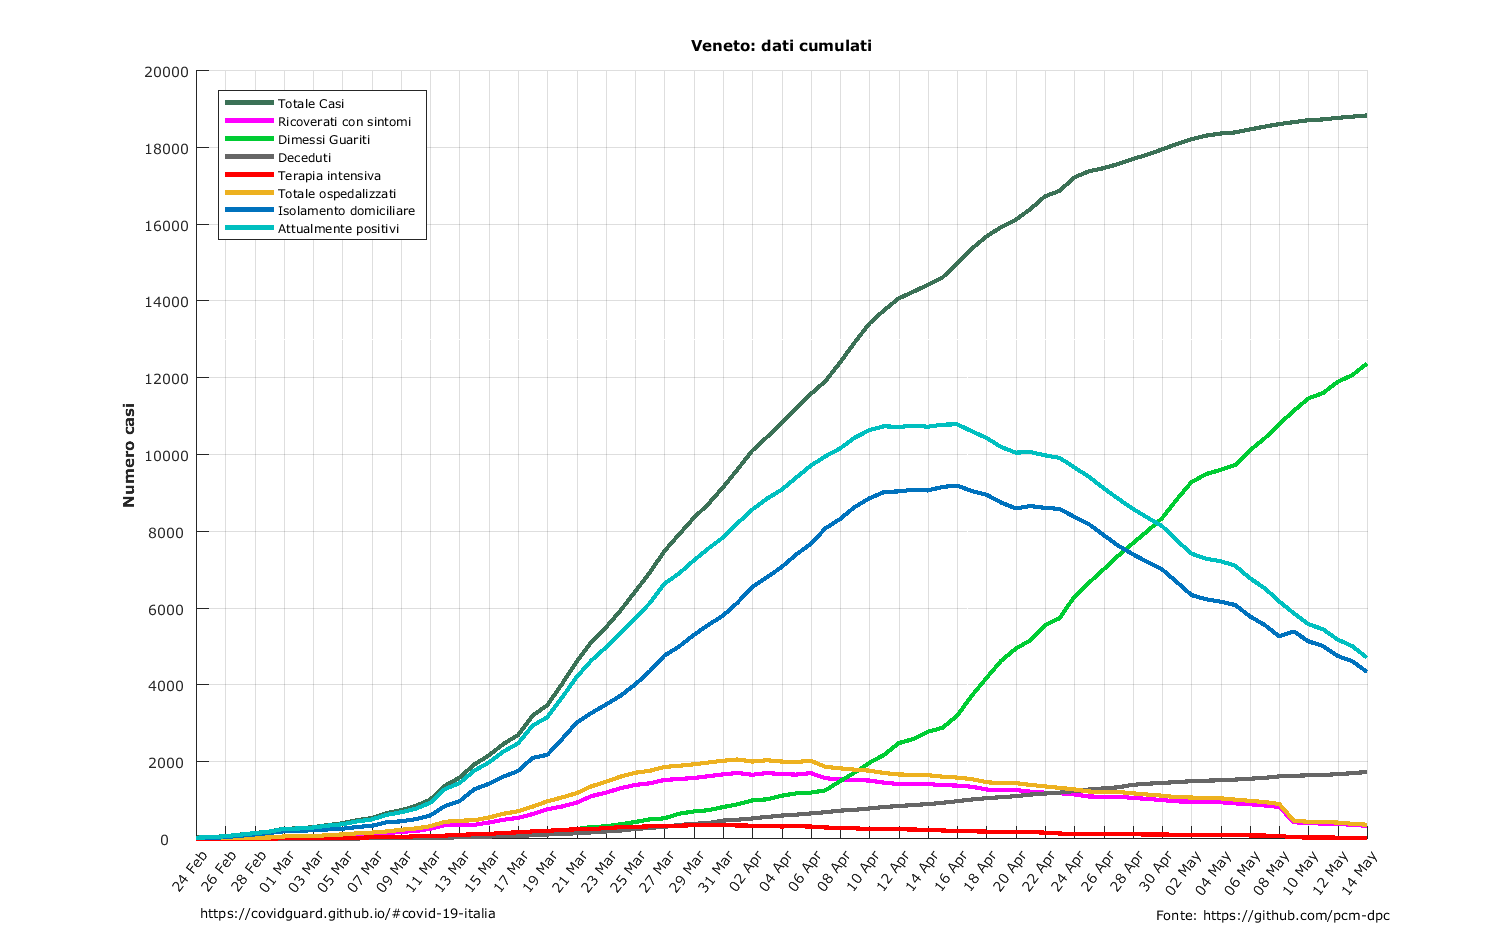 Veneto: dati cumulati
Numero casi
20000
18000
16000
14000
12000
10000
8000
6000
4000
2000
0
Totale Casi
Ricoverati con sintomi
Dimessi Guariti
Deceduti
Terapia intensiva
Totale ospedalizzati
Isolamento domiciliare
Attualmente positivi
24 Feb
26 Feb
28 Feb
01 Mar
03 Mar
05 Mar
07 Mar
09 Mar
11 Mar
13 Mar
15 Mar
17 Mar
19 Mar
21 Mar
23 Mar
25 Mar
27 Mar
29 Mar
31 Mar
02 Apr
04 Apr
06 Apr
08 Apr
10 Apr
12 Apr
14 Apr
16 Apr
18 Apr
20 Apr
22 Apr
24 Apr
26 Apr
28 Apr
30 Apr
02 May
04 May
06 May
08 May
10 May
12 May
14 May
https://covidguard.github.io/#covid-19-italia
Fonte: https://github.com/pcm-dpc